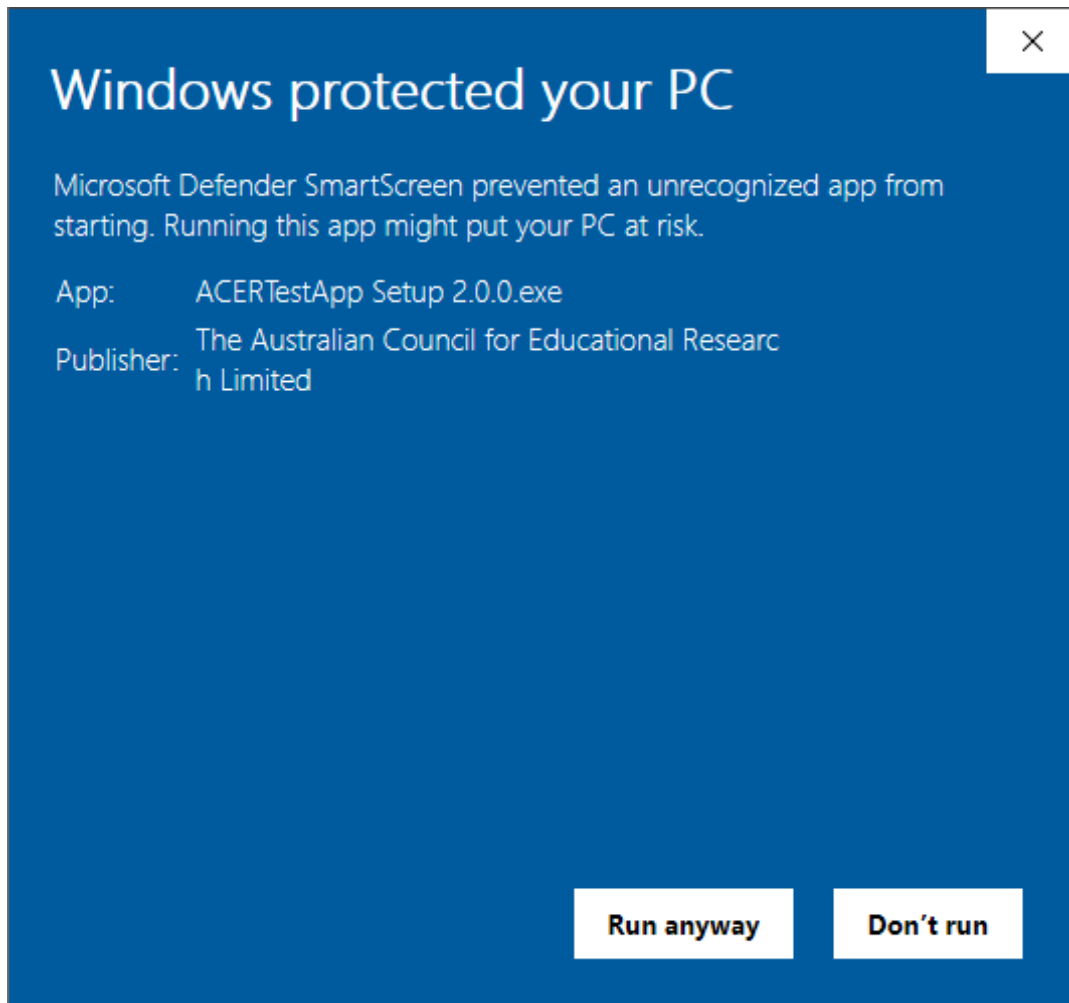 Windows protected your PC
Microsoft Defender SmartScreen prevented an unrecognized app from
starting. Running this app might put your PC at risk.
App: ACERTestApp Setup 2.0.0.exe
Publisher: The Australian Council for Educational Researc
h Limited
Run anyway Don’t run